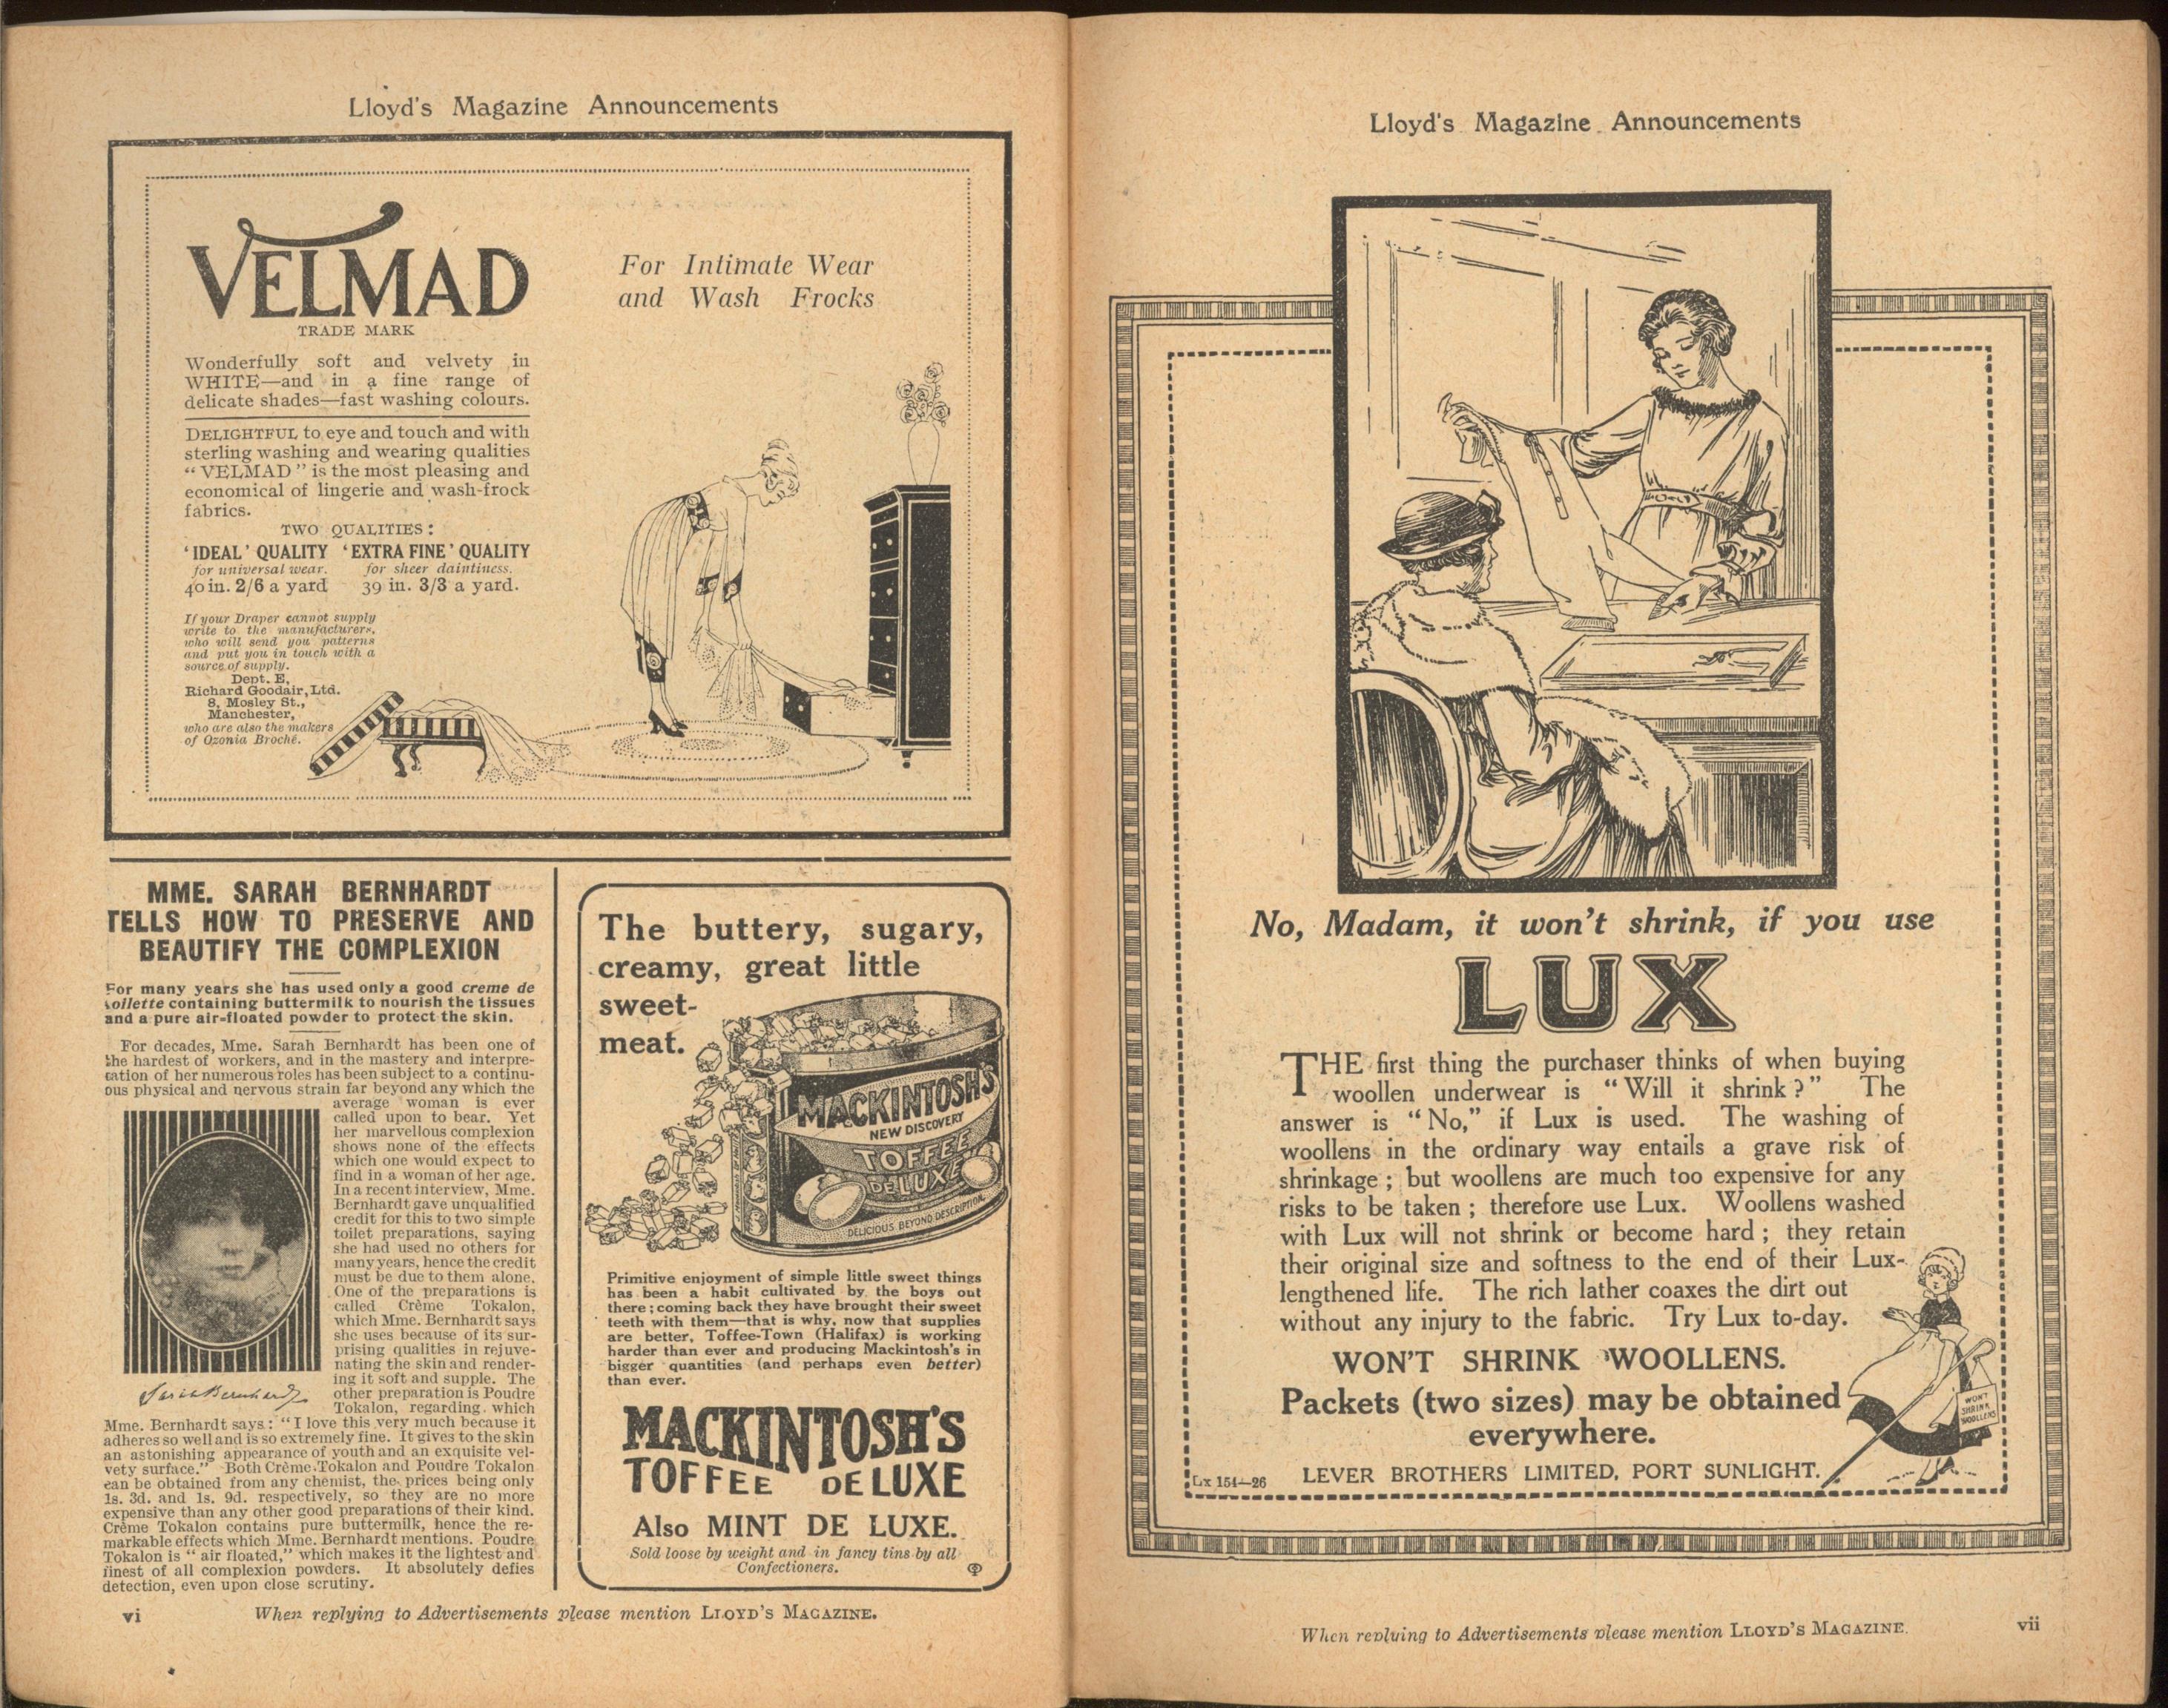 Lloyd's Magazine Announcements
VELMAD
TRADE MARK
For Intimate Wear
and Wash Frocks
Wonderfully soft and velvety in
WHITE—and in a fine range of
delicate shades—fast washing colours.
DELIGHTFUL to eye and touch and with
sterling washing and wearing qualities
“VELMAD” is the most pleasing and
economical of lingerie and wash-frock
fabrics.
TWO QUALITIES:
‘IDEAL’ QUALITY ‘EXTRA FINE’ QUALITY
for universal wear. for sheer daintiness.
40 in. 2/6 a yard 39 in. 3/3 a yard.
If your Draper cannot supply
write to the manufacturers,
who will send you patterns
and put you in touch with a
source of supply.
Dept. E,
Richard Goodair, Ltd.
8, Mosley St.,
Manchester,
who are also the makers
of Ozonia Broché.
MME. SARAH BERNHARDT
TELLS HOW TO PRESERVE AND
BEAUTIFY THE COMPLEXION
For many years she has used only a good creme de
toilette containing buttermilk to nourish the tissues
and a pure air-floated powder to protect the skin.
For decades, Mme. Sarah Bernhardt has been one of
the hardest of workers, and in the mastery and interpre-
tation of her numerous roles has been subject to a continu-
ous physical and nervous strain far beyond any which the
average woman is ever
called upon to bear. Yet
her marvellous complexion
shows none of the effects
which one would expect to
find in a woman of her age.
In a recent interview, Mme.
Bernhardt gave unqualified
credit for this to two simple
toilet preparations, saying
she had used no others for
many years, hence the credit
must be due to them alone.
One of the preparations is
called Crème Tokalon,
which Mme. Bernhardt says
she uses because of its sur-
prising qualities in rejuve-
nating the skin and render-
ing it soft and supple. The
other preparation is Poudre
Tokalon, regarding which
Sarah Bernhardt
Mme. Bernhardt says: “I love this very much because it
adheres so well and is so extremely fine. It gives to the skin
an astonishing appearance of youth and an exquisite vel-
vety surface.” Both Crème Tokalon and Poudre Tokalon
can be obtained from any chemist, the prices being only
1s. 3d. and 1s. 9d. respectively, so they are no more
expensive than any other good preparations of their kind.
Crème Tokalon contains pure buttermilk, hence the re-
markable effects which Mme. Bernhardt mentions. Poudre
Tokalon is “air floated,” which makes it the lightest and
finest of all complexion powders. It absolutely defies
detection, even upon close scrutiny.
The buttery, sugary,
creamy, great little
sweet-
meat.
MACKINTOSH'S
NEW DISCOVERY
TOFFEE
DE LUXE
DELICIOUS BEYOND DESCRIPTION
Primitive enjoyment of simple little sweet things
has been a habit cultivated by the boys out
there; coming back they have brought their sweet
teeth with them—that is why, now that supplies
are better, Toffee-Town (Halifax) is working
harder than ever and producing Mackintosh's in
bigger quantities (and perhaps even better)
than ever.
MACKINTOSH'S
TOFFEE DE LUXE
Also MINT DE LUXE.
Sold loose by weight and in fancy tins by all
Confectioners.
vi
When replying to Advertisements please mention LLOYD'S MAGAZINE.
Lloyd's Magazine Announcements
No, Madam, it won't shrink, if you use
LUX
THE first thing the purchaser thinks of when buying
woollen underwear is “Will it shrink?” The
answer is “No,” if Lux is used. The washing of
woollens in the ordinary way entails a grave risk of
shrinkage; but woollens are much too expensive for any
risks to be taken; therefore use Lux. Woollens washed
with Lux will not shrink or become hard; they retain
their original size and softness to the end of their Lux-
lengthened life. The rich lather coaxes the dirt out
without any injury to the fabric. Try Lux to-day.
WON'T SHRINK WOOLLENS.
Packets (two sizes) may be obtained
everywhere.
WON'T
SHRINK
WOOLLENS
Lx 154—26
LEVER BROTHERS LIMITED, PORT SUNLIGHT.
When replying to Advertisements please mention LLOYD'S MAGAZINE.
vii